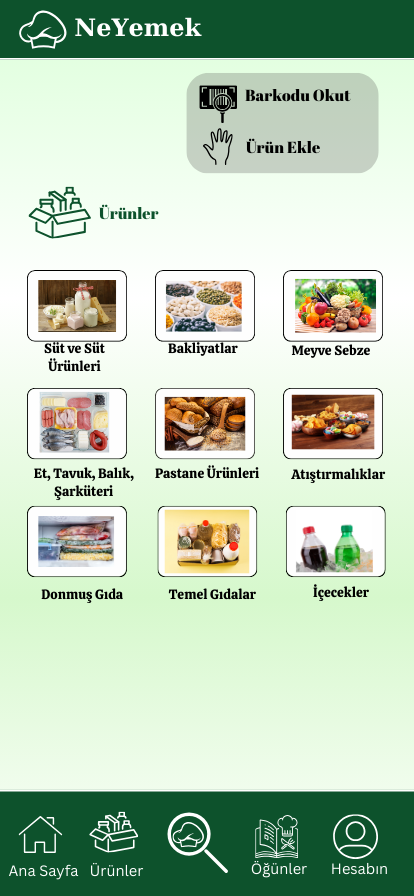 NeYemek
Barkodu Okut
Ürün Ekle
Ürünler
Süt ve Süt
Ürünleri
Bakliyatlar
Meyve Sebze
Et, Tavuk, Balık,
Şarküteri
Pastane Ürünleri
Atıştırmalıklar
Donmuş Gıda
Temel Gıdalar
İçecekler
Ana Sayfa
Ürünler
Öğünler
Hesabın